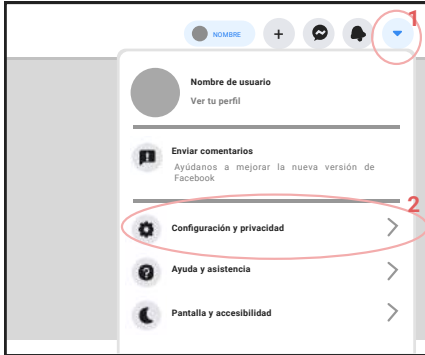 1
NOMBRE
Nombre de usuario
Ver tu perfil
Enviar comentarios
Ayúdanos a mejorar la nueva versión de
Facebook
2
Configuración y privacidad
Ayuda y asistencia
Pantalla y accesibilidad